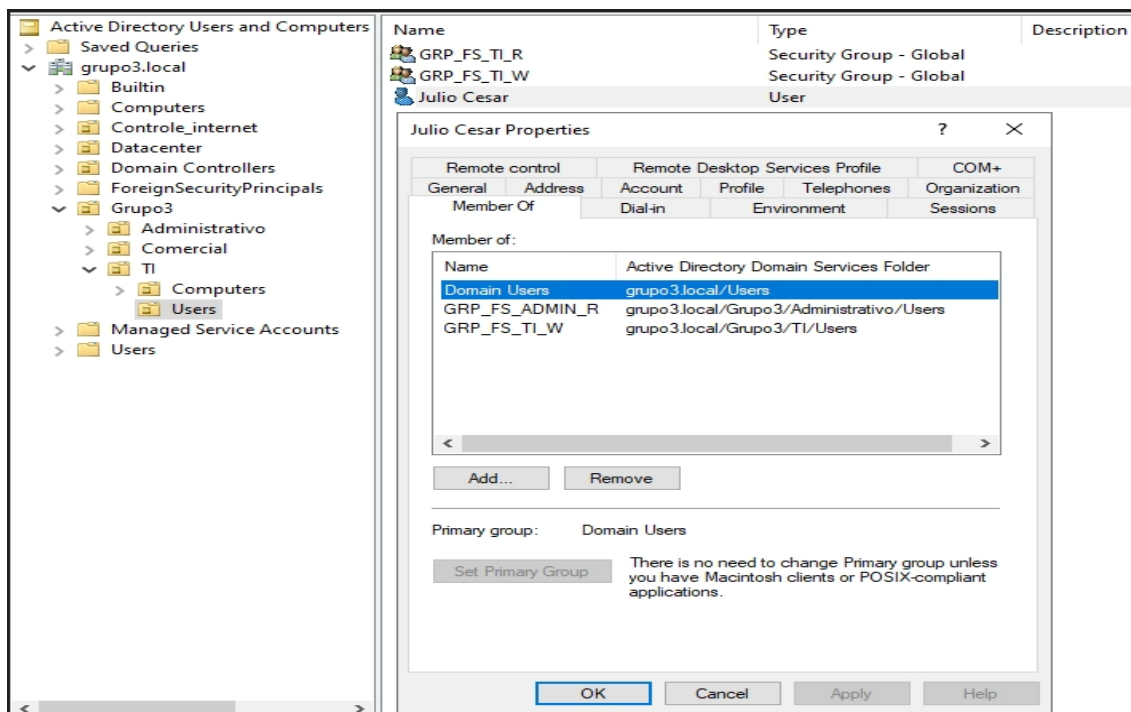 Active Directory Users and Computers
Saved Queries
grupo3.local
Builtin
Computers
Controle_internet
Datacenter
Domain Controllers
ForeignSecurityPrincipals
Grupo3
Administrativo
Comercial
TI
Computers
Users
Managed Service Accounts
Users
Name Type Description
GRP_FS_TI_R Security Group - Global
GRP_FS_TI_W Security Group - Global
Julio Cesar User
Julio Cesar Properties ?
Remote control Remote Desktop Services Profile COM+
General Address Account Profile Telephones Organization
Member Of Dial-in Environment Sessions
Member of:
Name Active Directory Domain Services Folder
Domain Users grupo3.local/Users
GRP_FS_ADMIN_R grupo3.local/Grupo3/Administrativo/Users
GRP_FS_TI_W grupo3.local/Grupo3/TI/Users
Add... Remove
Primary group: Domain Users
Set Primary Group
There is no need to change Primary group unless
you have Macintosh clients or POSIX-compliant
applications.
OK Cancel Apply Help